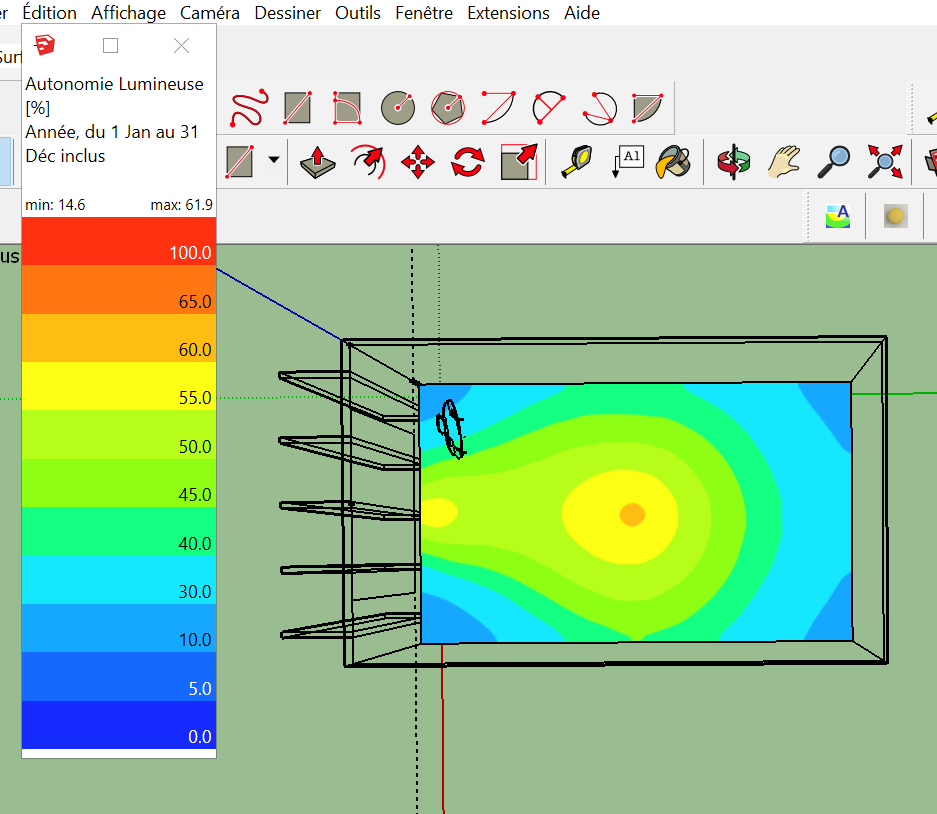 er Édition Affichage Caméra Dessiner Outils Fenêtre Extensions Aide
Surf
Autonomie Lumineuse
[%]
Année, du 1 Jan au 31
Déc inclus
A1
min: 14.6 max: 61.9
A
us
100.0
65.0
60.0
55.0
50.0
45.0
40.0
30.0
10.0
5.0
0.0